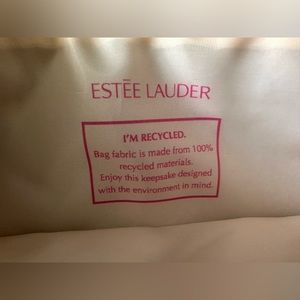 ESTĒE LAUDER
I'M RECYCLED.
Bag fabric is made from 100%
recycled materials.
Enjoy this keepsake designed
with the environment in mind.